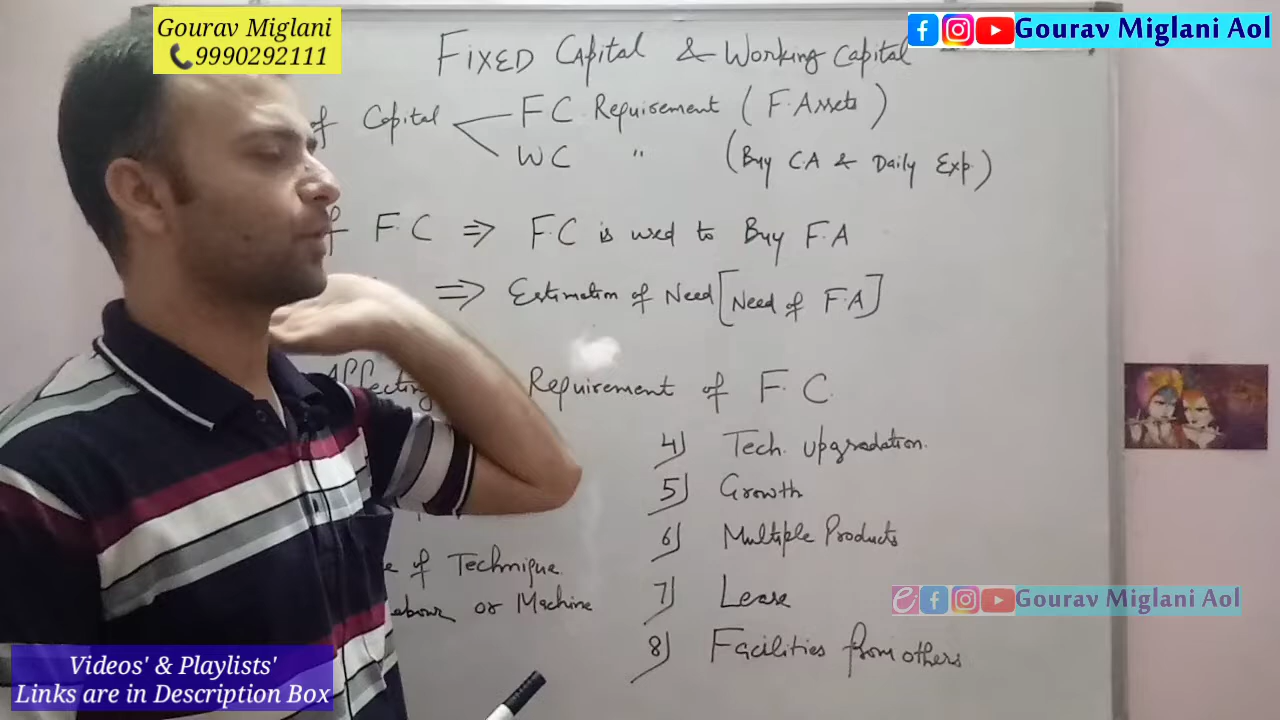 Gourav Miglani
9990292111
Gourav Miglani Aol
FIXED Capital & Working Capital
of Capital
FC Requirement (F. Assets)
WC " (Buy CA & Daily Exp.)
F.C ⇒ F.C is used to Buy F.A
⇒ Estimation of Need [Need of F.A]
Affecting Requirement of F.C.
4) Tech. upgradation.
5) Growth
6) Multiple Products
of Technique
or Machine
7) Lease
8) Facilities from others
Gourav Miglani Aol
Videos' & Playlists'
Links are in Description Box